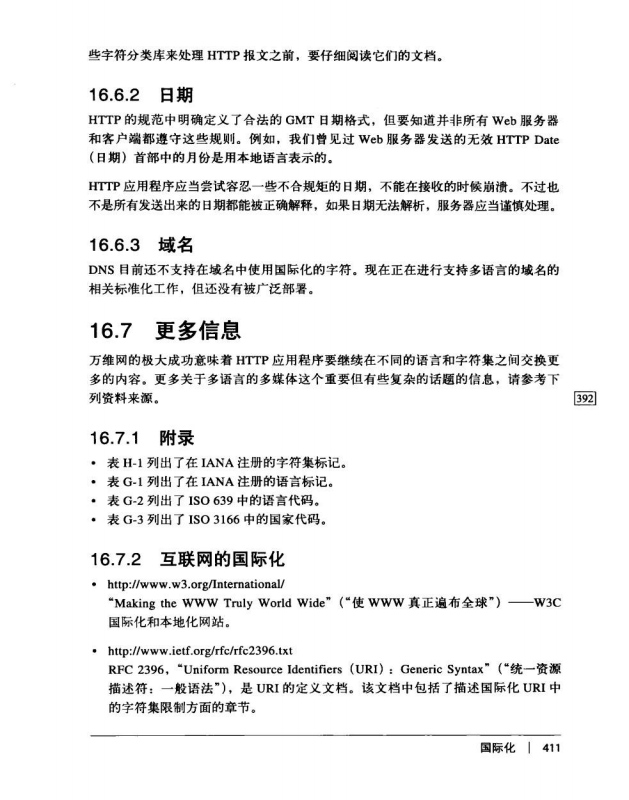 些字符分类库来处理 HTTP 报文之前，要仔细阅读它们的文档。
16.6.2 日期
HTTP 的规范中明确定义了合法的 GMT 日期格式，但要知道并非所有 Web 服务器
和客户端都遵守这些规则。例如，我们曾见过 Web 服务器发送的无效 HTTP Date
（日期）首部中的月份是用本地语言表示的。
HTTP 应用程序应当尝试容忍一些不合规矩的日期，不能在接收的时候崩溃。不过也
不是所有发送出来的日期都能被正确解释，如果日期无法解析，服务器应当谨慎处理。
16.6.3 域名
DNS 目前还不支持在域名中使用国际化的字符。现在正在进行支持多语言的域名的
相关标准化工作，但还没有被广泛部署。
16.7 更多信息
万维网的极大成功意味着 HTTP 应用程序要继续在不同的语言和字符集之间交换更
多的内容。更多关于多语言的多媒体这个重要但有些复杂的话题的信息，请参考下
列资料来源。
392
16.7.1 附录
• 表 H-1 列出了在 IANA 注册的字符集标记。
• 表 G-1 列出了在 IANA 注册的语言标记。
• 表 G-2 列出了 ISO 639 中的语言代码。
• 表 G-3 列出了 ISO 3166 中的国家代码。
16.7.2 互联网的国际化
• http://www.w3.org/International/
“Making the WWW Truly World Wide”（“使 WWW 真正遍布全球”）——W3C
国际化和本地化网站。
• http://www.ietf.org/rfc/rfc2396.txt
RFC 2396，“Uniform Resource Identifiers（URI）：Generic Syntax”（“统一资源
描述符：一般语法”），是 URI 的定义文档。该文档中包括了描述国际化 URI 中
的字符集限制方面的章节。
国际化 | 411